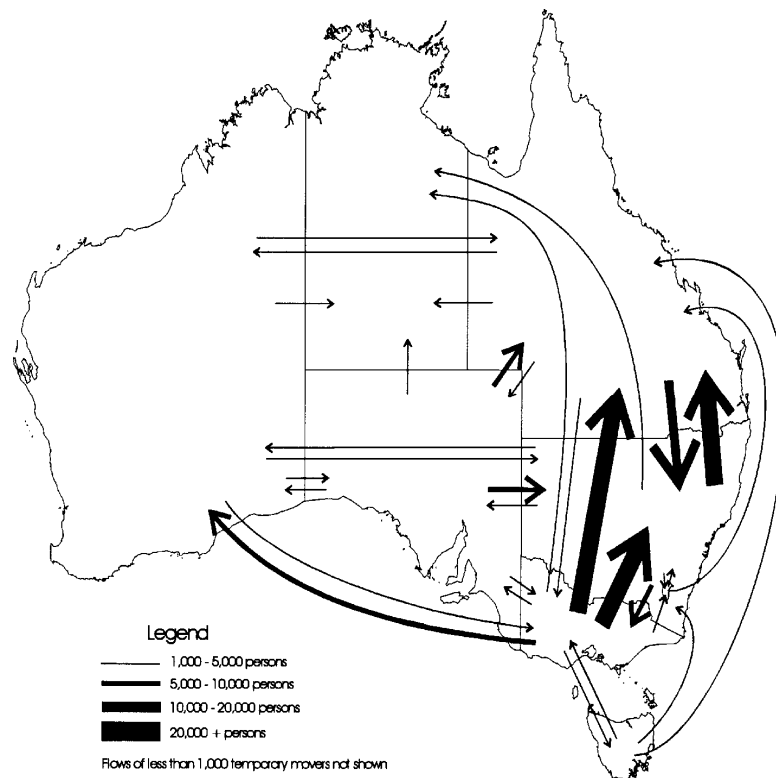 Legend
1,000 - 5,000 persons
5,000 - 10,000 persons
10,000 - 20,000 persons
20,000 + persons
Flows of less than 1,000 temporary movers not shown